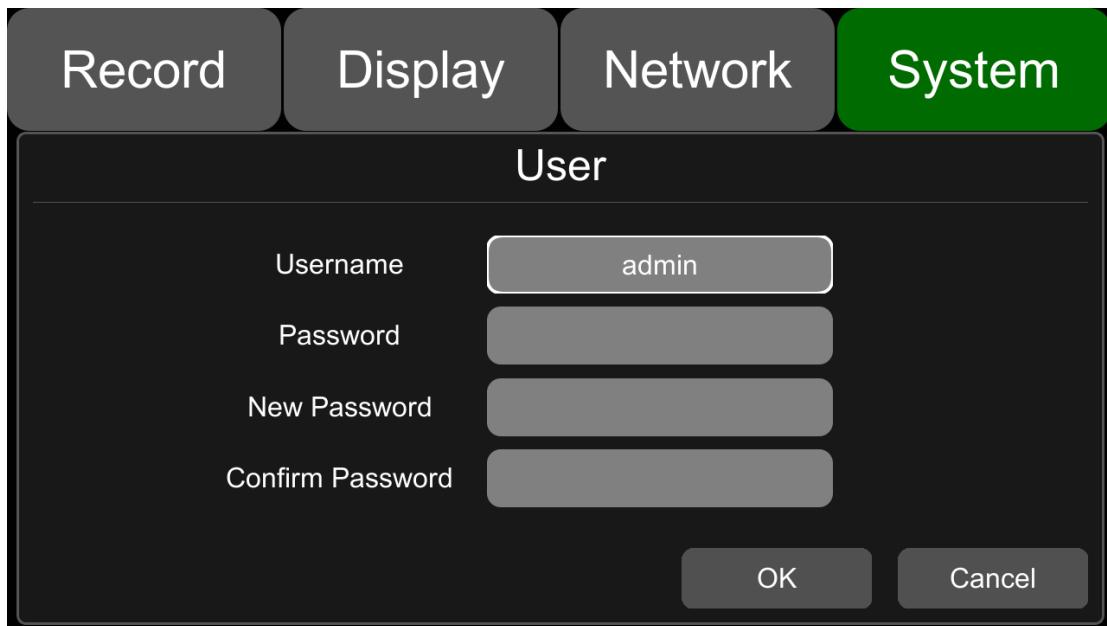 Record Display Network System
User
Username admin
Password
New Password
Confirm Password
OK Cancel